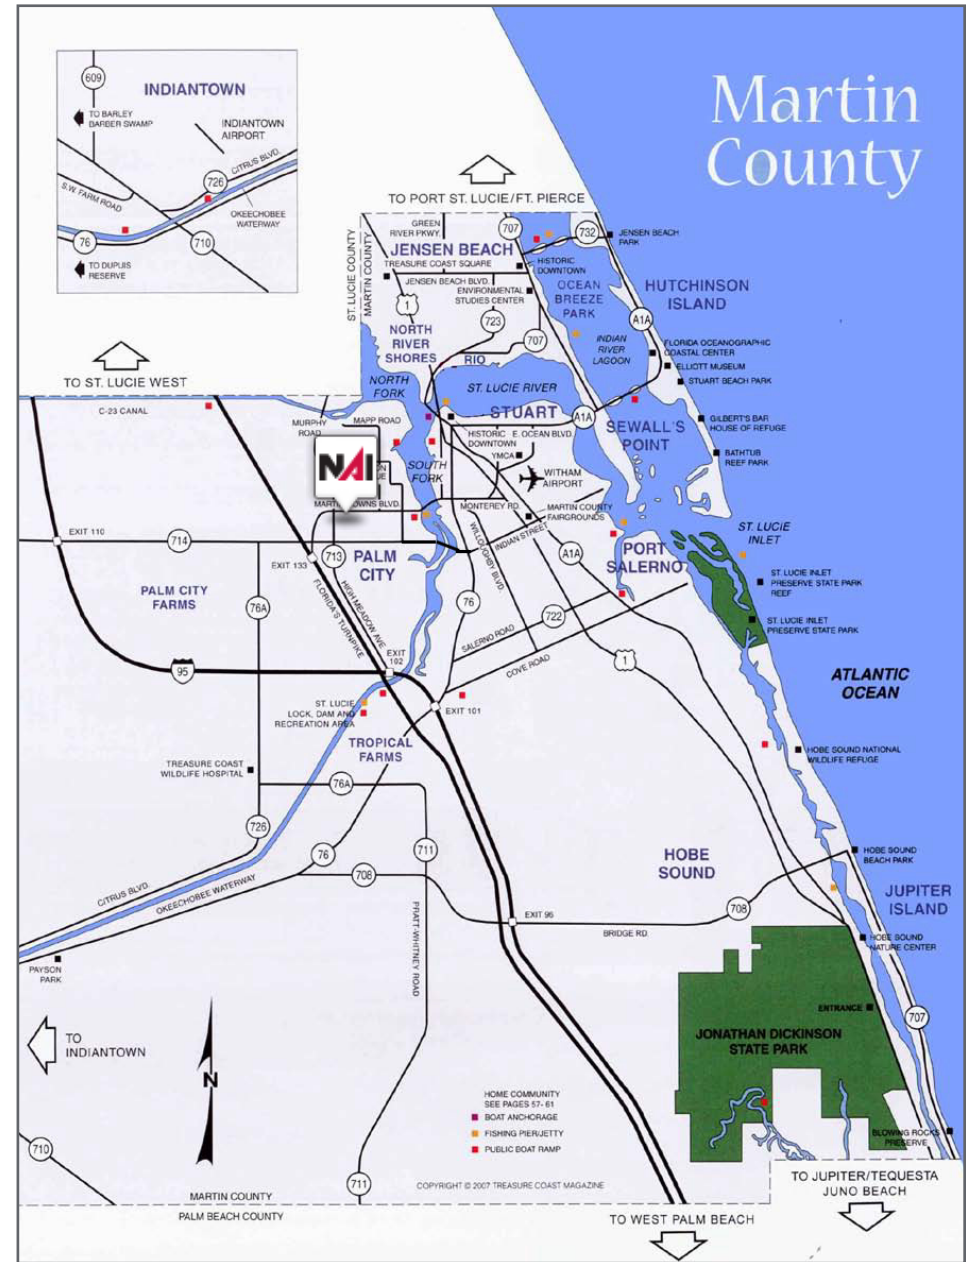 Martin
County
609
INDIANTOWN
TO BARLEY
BARBER SWAMP
INDIANTOWN
AIRPORT
CITRUS BLVD.
726
S.W. FARM ROAD
OKEECHOBEE
WATERWAY
76
710
TO DUPUIS
RESERVE
TO PORT ST. LUCIE/FT. PIERCE
ST. LUCIE COUNTY
MARTIN COUNTY
GREEN
RIVER PKWY.
707
732
JENSEN BEACH
PARK
JENSEN BEACH
TREASURE COAST SQUARE
HISTORIC
DOWNTOWN
JENSEN BEACH BLVD.
ENVIRONMENTAL
STUDIES CENTER
OCEAN
BREEZE
PARK
HUTCHINSON
ISLAND
1
723
707
A1A
NORTH
RIVER
SHORES
RIO
INDIAN
RIVER
LAGOON
FLORIDA OCEANOGRAPHIC
COASTAL CENTER
ELLIOTT MUSEUM
STUART BEACH PARK
TO ST. LUCIE WEST
NORTH
FORK
ST. LUCIE RIVER
C-23 CANAL
MURPHY
ROAD
MAPP ROAD
STUART
A1A
SEWALL'S
POINT
GILBERT'S BAR
HOUSE OF REFUGE
HISTORIC
DOWNTOWN
E. OCEAN BLVD.
YMCA
BATHTUB
REEF PARK
NAI
SOUTH
FORK
WITHAM
AIRPORT
MONTEREY RD.
MARTIN COUNTY
FAIRGROUNDS
INDIAN STREET
ST. LUCIE
INLET
EXIT 110
714
EXIT 133
713
PALM
CITY
WILLOUGHBY BLVD.
A1A
PORT
SALERNO
ST. LUCIE INLET
PRESERVE STATE PARK
REEF
PALM CITY
FARMS
76A
FLORIDA'S TURNPIKE
HIGH MEADOW AVE
76
722
SALERNO ROAD
COVE ROAD
ST. LUCIE INLET
PRESERVE STATE PARK
95
EXIT
102
1
ATLANTIC
OCEAN
ST. LUCIE
LOCK, DAM AND
RECREATION AREA
EXIT 101
TROPICAL
FARMS
TREASURE COAST
WILDLIFE HOSPITAL
HOBE SOUND NATIONAL
WILDLIFE REFUGE
76A
726
76
711
708
HOBE
SOUND
HOBE SOUND
BEACH PARK
CITRUS BLVD.
OKEECHOBEE WATERWAY
PRATT-WHITNEY ROAD
EXIT 96
BRIDGE RD.
708
JUPITER
ISLAND
HOBE SOUND
NATURE CENTER
PAYSON
PARK
ENTRANCE
707
TO
INDIANTOWN
JONATHAN DICKINSON
STATE PARK
N
HOME COMMUNITY
SEE PAGES 57- 61
BOAT ANCHORAGE
FISHING PIER/JETTY
PUBLIC BOAT RAMP
BLOWING ROCKS
PRESERVE
710
711
COPYRIGHT © 2007 TREASURE COAST MAGAZINE
TO JUPITER/TEQUESTA
JUNO BEACH
MARTIN COUNTY
PALM BEACH COUNTY
TO WEST PALM BEACH